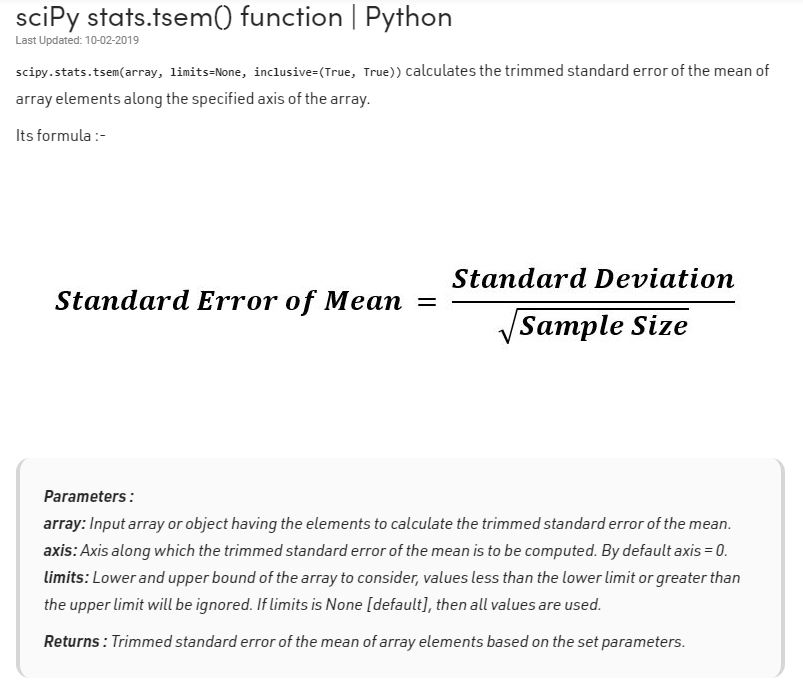 sciPy stats.tsem() function | Python
Last Updated: 10-02-2019
scipy.stats.tsem(array, limits=None, inclusive=(True, True)) calculates the trimmed standard error of the mean of
array elements along the specified axis of the array.
Its formula :-
Standard Error of Mean = Standard Deviation / √Sample Size
Parameters :
array: Input array or object having the elements to calculate the trimmed standard error of the mean.
axis: Axis along which the trimmed standard error of the mean is to be computed. By default axis = 0.
limits: Lower and upper bound of the array to consider, values less than the lower limit or greater than
the upper limit will be ignored. If limits is None [default], then all values are used.
Returns : Trimmed standard error of the mean of array elements based on the set parameters.